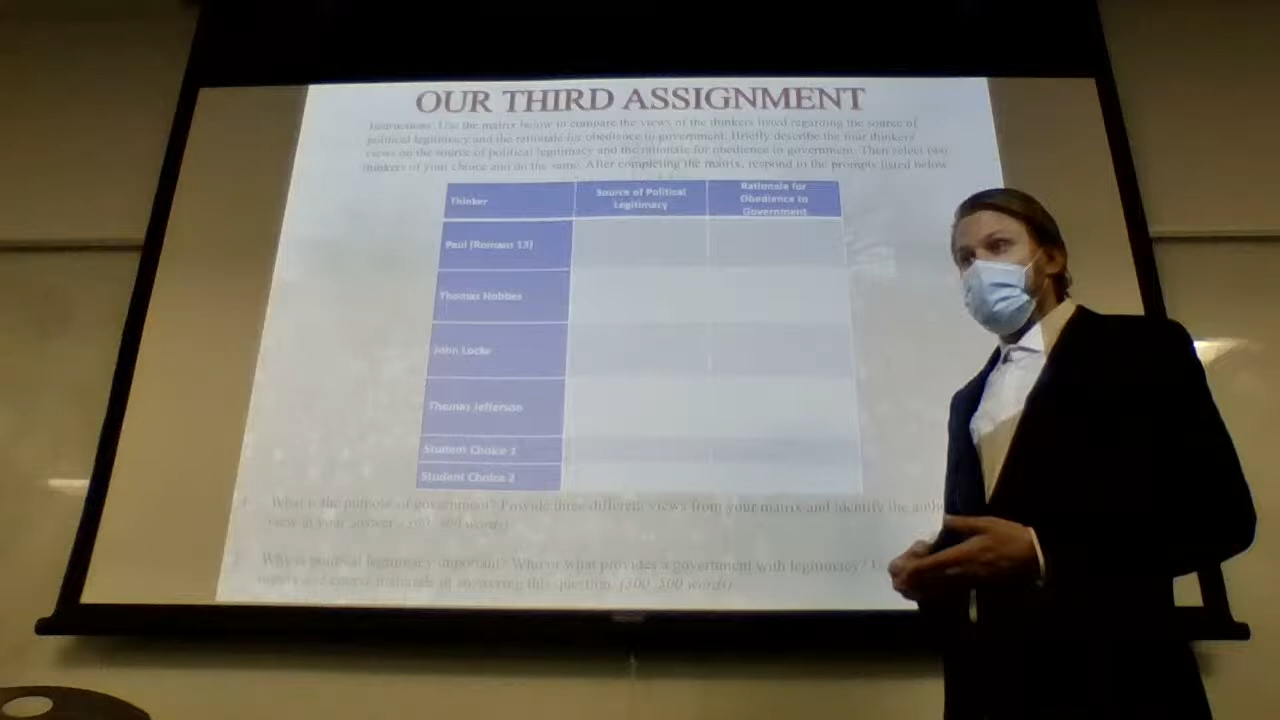 OUR THIRD ASSIGNMENT
Instructions: Use the matrix below to compare the views of the thinkers listed regarding the source of
political legitimacy and the rationale for obedience to government. Briefly describe the four thinkers'
views on the source of political legitimacy and the rationale for obedience to government. Then select two
thinkers of your choice and do the same. After completing the matrix, respond to the prompts listed below
Thinker
Source of Political
Legitimacy
Rationale for
Obedience to
Government
Paul (Romans 13)
Thomas Hobbes
John Locke
Thomas Jefferson
Student Choice 1
Student Choice 2
What is the purpose of government? Provide three different views from your matrix and identify the
view in your answer. words)
Why is political legitimacy important? Who or what provides a government with legitimacy?
in answering this question. (300-500 words)